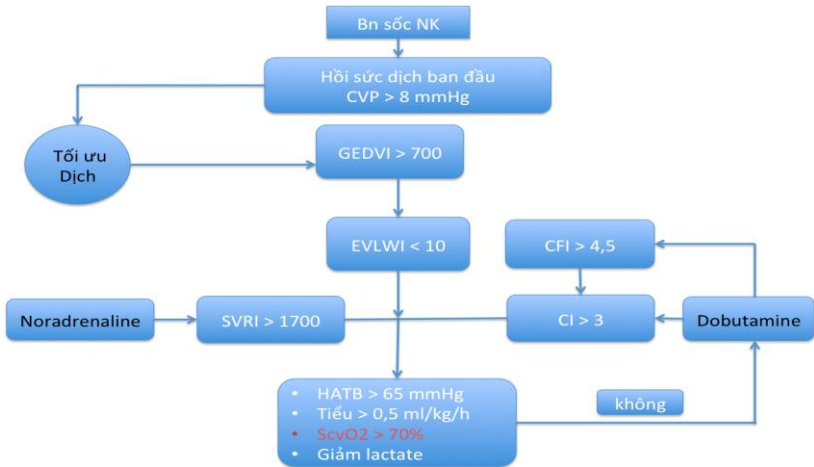 Bn sốc NK
Hồi sức dịch ban đầu
CVP > 8 mmHg
Tối ưu
Dịch
GEDVI > 700
EVLWI < 10
CFI > 4,5
Noradrenaline
SVRI > 1700
CI > 3
Dobutamine
• HATB > 65 mmHg
• Tiểu > 0,5 ml/kg/h
• ScvO2 > 70%
• Giảm lactate
không